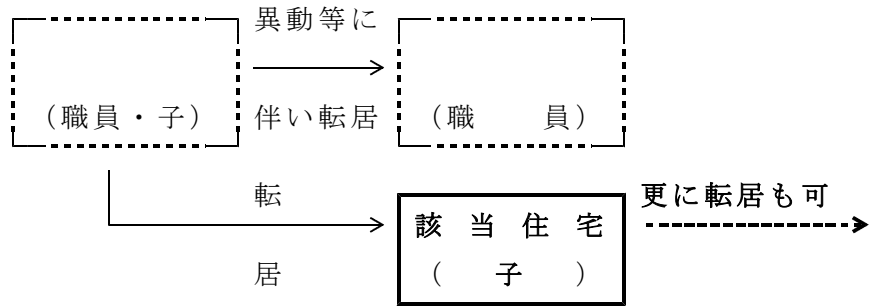 異動等に
(職員・子)
伴い転居
(職　　員)
転
居
該当住宅
(　子　)
更に転居も可